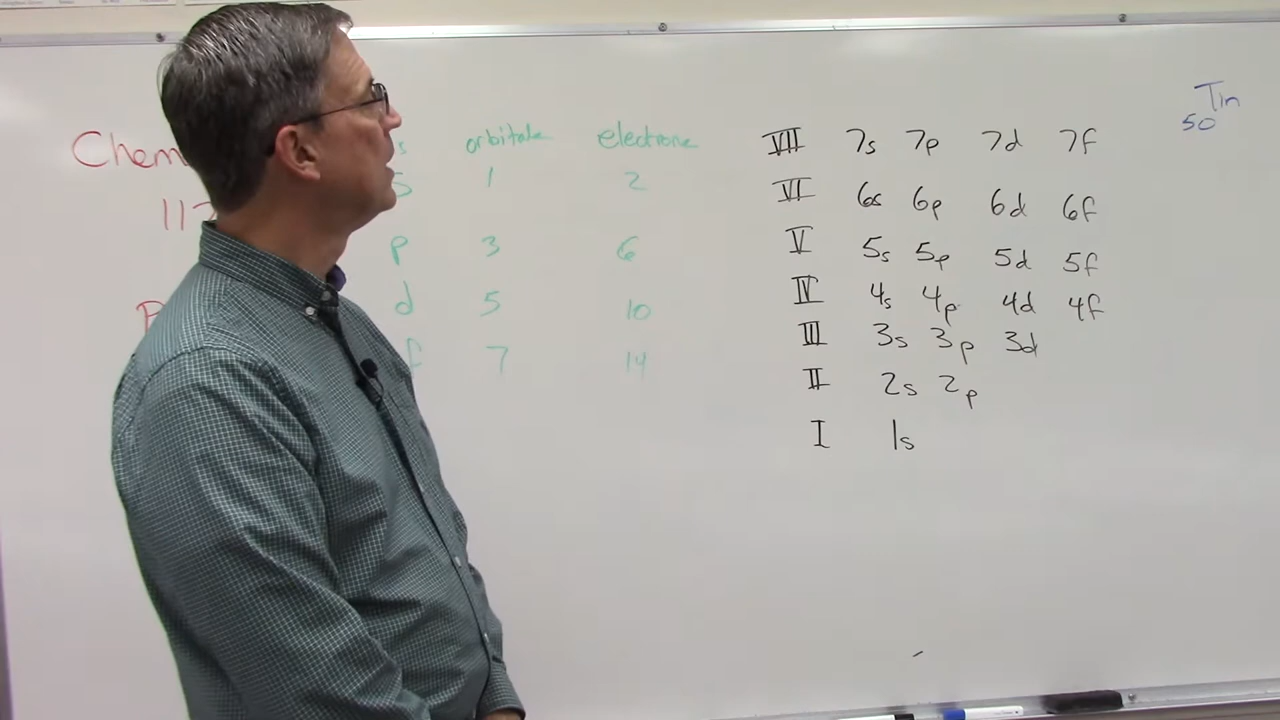 Chem
orbitals electrons
s 1 2
117
p 3 6
d 5 10
f 7 14
VII 7s 7p 7d 7f
VI 6s 6p 6d 6f
V 5s 5p 5d 5f
IV 4s 4p 4d 4f
III 3s 3p 3d
II 2s 2p
I 1s
Tin
50